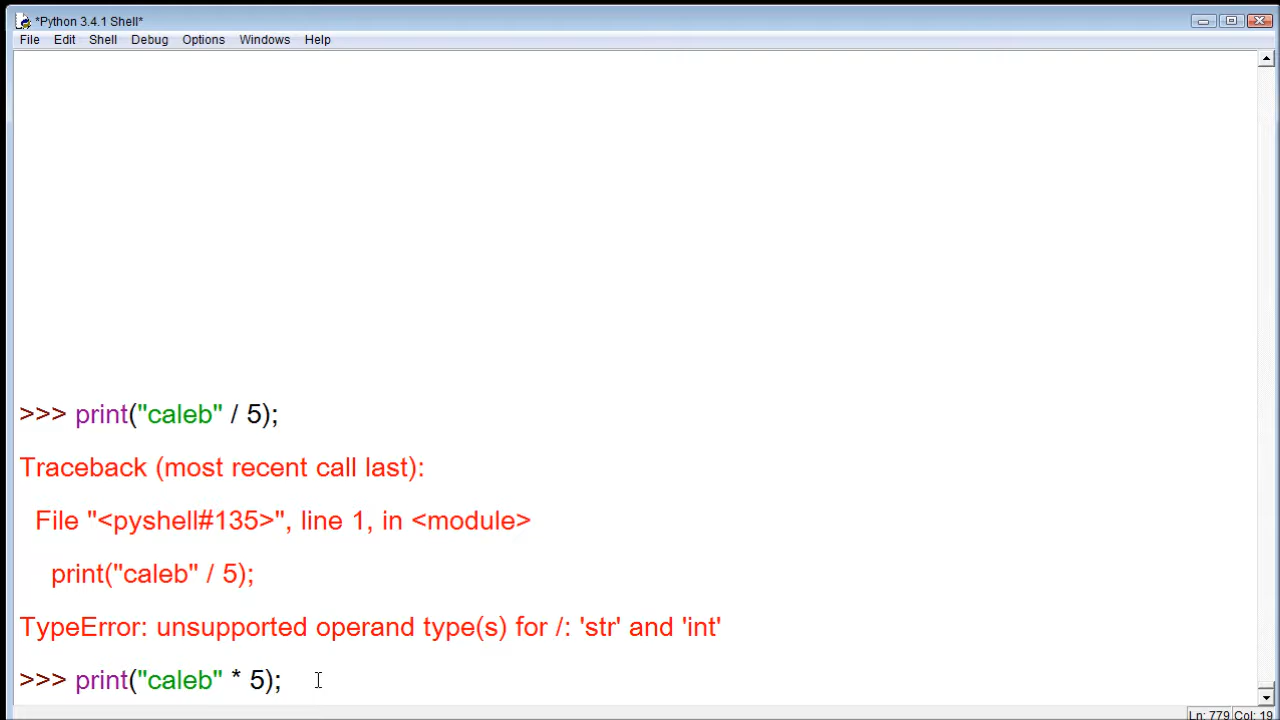 *Python 3.4.1 Shell*
File Edit Shell Debug Options Windows Help
>>> print("caleb" / 5);
Traceback (most recent call last):
File "<pyshell#135>", line 1, in <module>
print("caleb" / 5);
TypeError: unsupported operand type(s) for /: 'str' and 'int'
>>> print("caleb" * 5);
Ln: 779 Col: 19